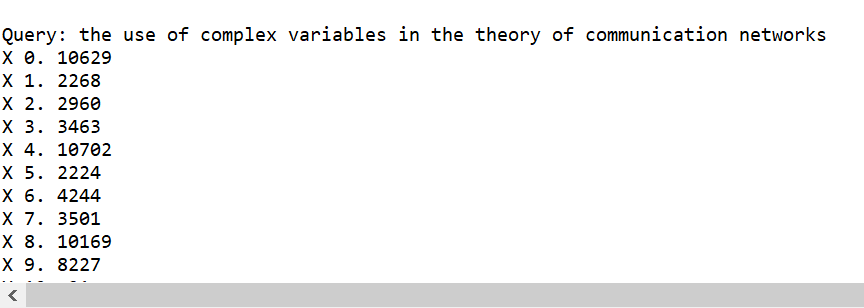 Query: the use of complex variables in the theory of communication networks
X 0. 10629
X 1. 2268
X 2. 2960
X 3. 3463
X 4. 10702
X 5. 2224
X 6. 4244
X 7. 3501
X 8. 10169
X 9. 8227